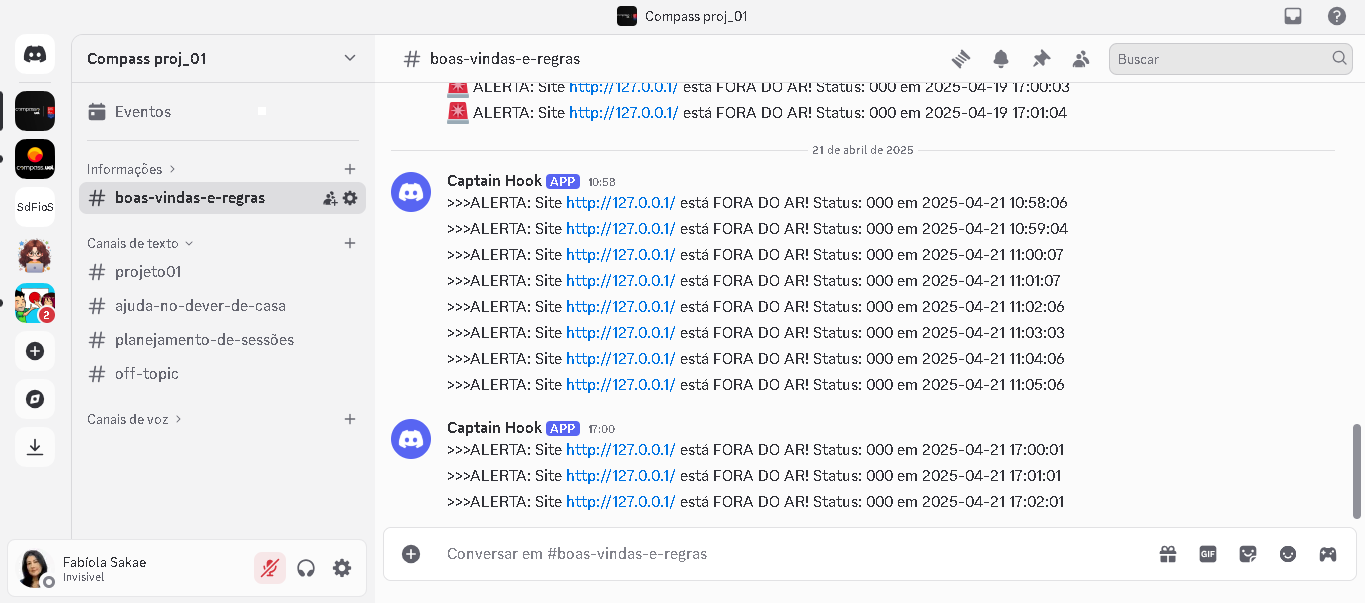 Compass proj_01
Compass proj_01
Eventos
Informações
boas-vindas-e-regras
Canais de texto
projeto01
ajuda-no-dever-de-casa
planejamento-de-sessões
off-topic
Canais de voz
SdFioS
2
Fabíola Sakae
Invisível
# boas-vindas-e-regras
Buscar
ALERTA: Site http://127.0.0.1/ está FORA DO AR! Status: 000 em 2025-04-19 17:00:03
ALERTA: Site http://127.0.0.1/ está FORA DO AR! Status: 000 em 2025-04-19 17:01:04
21 de abril de 2025
Captain Hook APP 10:58
>>>ALERTA: Site http://127.0.0.1/ está FORA DO AR! Status: 000 em 2025-04-21 10:58:06
>>>ALERTA: Site http://127.0.0.1/ está FORA DO AR! Status: 000 em 2025-04-21 10:59:04
>>>ALERTA: Site http://127.0.0.1/ está FORA DO AR! Status: 000 em 2025-04-21 11:00:07
>>>ALERTA: Site http://127.0.0.1/ está FORA DO AR! Status: 000 em 2025-04-21 11:01:07
>>>ALERTA: Site http://127.0.0.1/ está FORA DO AR! Status: 000 em 2025-04-21 11:02:06
>>>ALERTA: Site http://127.0.0.1/ está FORA DO AR! Status: 000 em 2025-04-21 11:03:03
>>>ALERTA: Site http://127.0.0.1/ está FORA DO AR! Status: 000 em 2025-04-21 11:04:06
>>>ALERTA: Site http://127.0.0.1/ está FORA DO AR! Status: 000 em 2025-04-21 11:05:06
Captain Hook APP 17:00
>>>ALERTA: Site http://127.0.0.1/ está FORA DO AR! Status: 000 em 2025-04-21 17:00:01
>>>ALERTA: Site http://127.0.0.1/ está FORA DO AR! Status: 000 em 2025-04-21 17:01:01
>>>ALERTA: Site http://127.0.0.1/ está FORA DO AR! Status: 000 em 2025-04-21 17:02:01
Conversar em #boas-vindas-e-regras
GIF